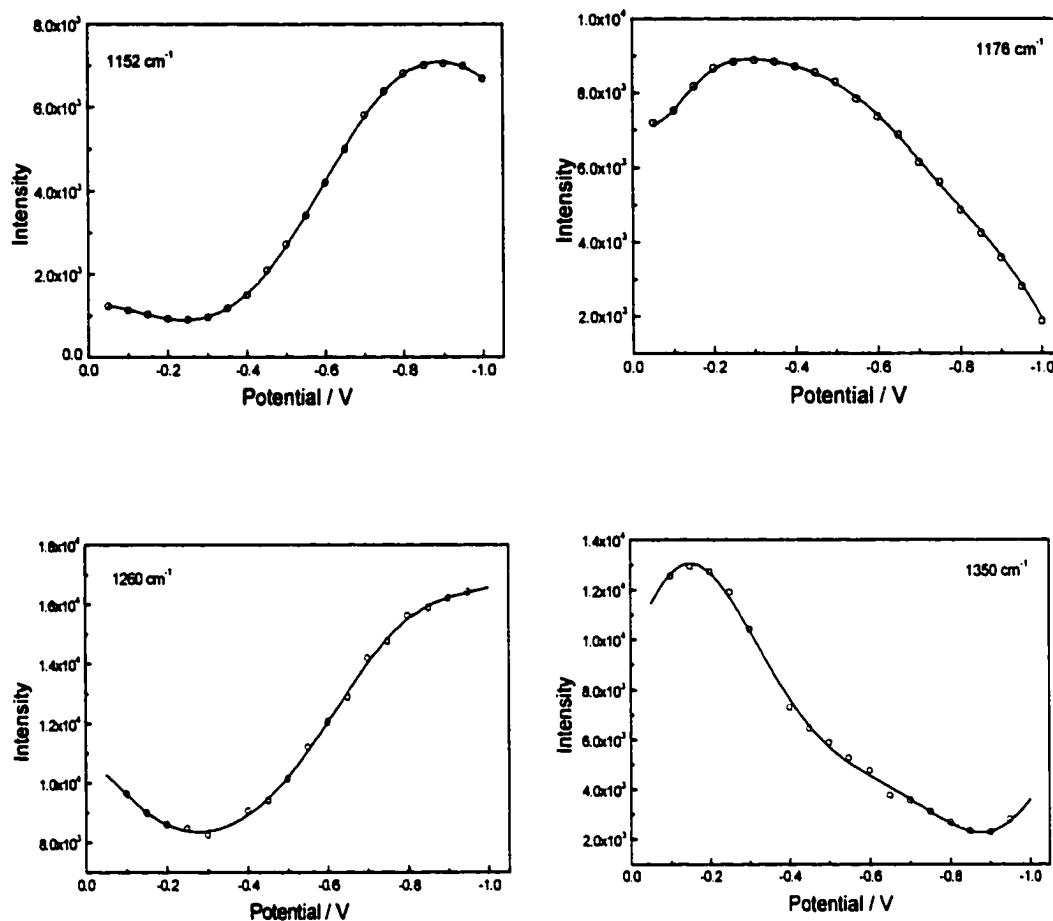 8.0x10³
1152 cm⁻¹
6.0x10³
4.0x10³
2.0x10³
0.0
Intensity
0.0 -0.2 -0.4 -0.6 -0.8 -1.0
Potential / V
1.0x10⁴
1176 cm⁻¹
8.0x10³
6.0x10³
4.0x10³
2.0x10³
Intensity
0.0 -0.2 -0.4 -0.6 -0.8 -1.0
Potential / V
1.8x10⁴
1260 cm⁻¹
1.6x10⁴
1.4x10⁴
1.2x10⁴
1.0x10⁴
8.0x10³
Intensity
0.0 -0.2 -0.4 -0.6 -0.8 -1.0
Potential / V
1.4x10⁴
1350 cm⁻¹
1.2x10⁴
1.0x10⁴
8.0x10³
6.0x10³
4.0x10³
2.0x10³
Intensity
0.0 -0.2 -0.4 -0.6 -0.8 -1.0
Potential / V